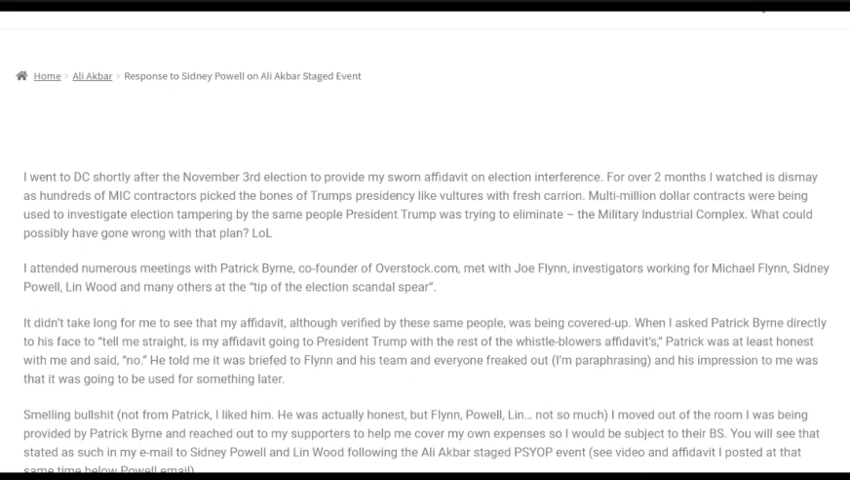 Home > Ali Akbar > Response to Sidney Powell on Ali Akbar Staged Event
I went to DC shortly after the November 3rd election to provide my sworn affidavit on election interference. For over 2 months I watched is dismay
as hundreds of MIC contractors picked the bones of Trumps presidency like vultures with fresh carrion. Multi-million dollar contracts were being
used to investigate election tampering by the same people President Trump was trying to eliminate – the Military Industrial Complex. What could
possibly have gone wrong with that plan? LoL
I attended numerous meetings with Patrick Byrne, co-founder of Overstock.com, met with Joe Flynn, investigators working for Michael Flynn, Sidney
Powell, Lin Wood and many others at the “tip of the election scandal spear”.
It didn’t take long for me to see that my affidavit, although verified by these same people, was being covered-up. When I asked Patrick Byrne directly
to his face to “tell me straight, is my affidavit going to President Trump with the rest of the whistle-blowers affidavit’s,” Patrick was at least honest
with me and said, “no.” He told me it was briefed to Flynn and his team and everyone freaked out (I’m paraphrasing) and his impression to me was
that it was going to be used for something later.
Smelling bullshit (not from Patrick, I liked him. He was actually honest, but Flynn, Powell, Lin... not so much) I moved out of the room I was being
provided by Patrick Byrne and reached out to my supporters to help me cover my own expenses so I would be subject to their BS. You will see that
stated as such in my e-mail to Sidney Powell and Lin Wood following the Ali Akbar staged PSYOP event (see video and affidavit I posted at that
same time below Powell email)